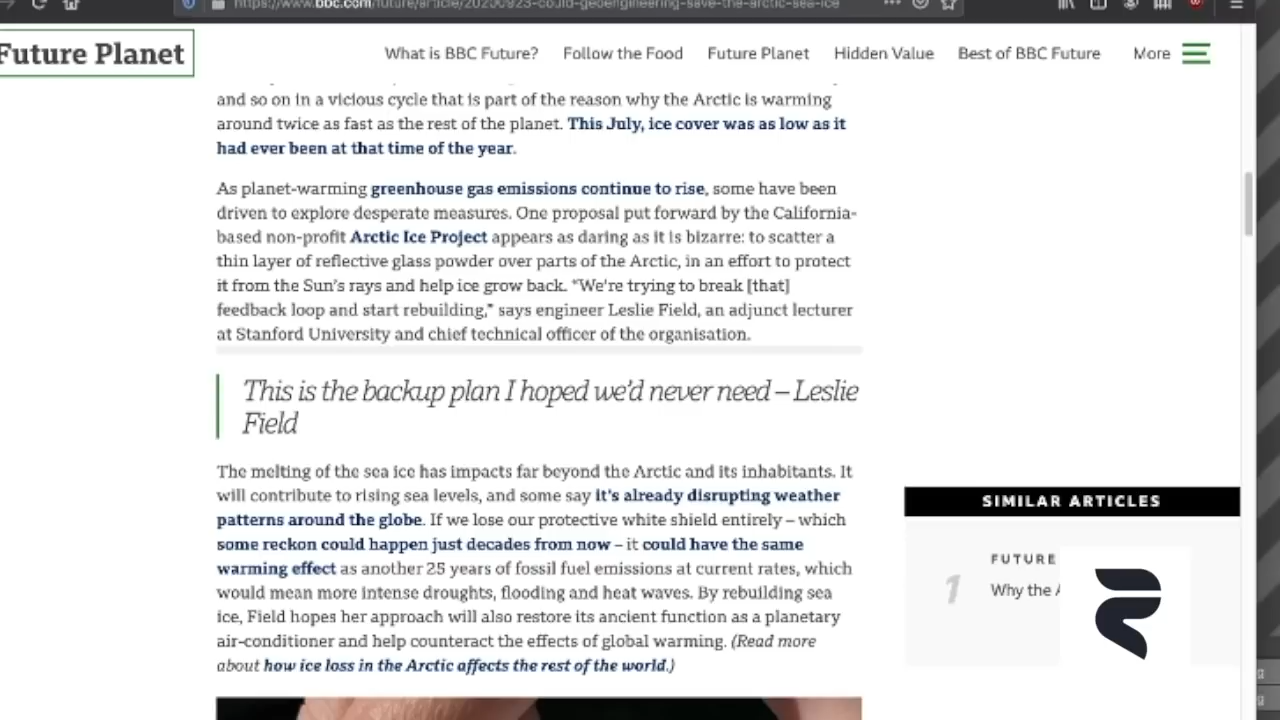 https://www.bbc.com/future/article/20200923-could-geoengineering-save-the-arctic-sea-ice
Future Planet
What is BBC Future? Follow the Food Future Planet Hidden Value Best of BBC Future More
and so on in a vicious cycle that is part of the reason why the Arctic is warming
around twice as fast as the rest of the planet. This July, ice cover was as low as it
had ever been at that time of the year.
As planet-warming greenhouse gas emissions continue to rise, some have been
driven to explore desperate measures. One proposal put forward by the California-
based non-profit Arctic Ice Project appears as daring as it is bizarre: to scatter a
thin layer of reflective glass powder over parts of the Arctic, in an effort to protect
it from the Sun's rays and help ice grow back. "We're trying to break [that]
feedback loop and start rebuilding," says engineer Leslie Field, an adjunct lecturer
at Stanford University and chief technical officer of the organisation.
This is the backup plan I hoped we'd never need – Leslie
Field
The melting of the sea ice has impacts far beyond the Arctic and its inhabitants. It
will contribute to rising sea levels, and some say it's already disrupting weather
patterns around the globe. If we lose our protective white shield entirely – which
some reckon could happen just decades from now – it could have the same
warming effect as another 25 years of fossil fuel emissions at current rates, which
would mean more intense droughts, flooding and heat waves. By rebuilding sea
ice, Field hopes her approach will also restore its ancient function as a planetary
air-conditioner and help counteract the effects of global warming. (Read more
about how ice loss in the Arctic affects the rest of the world.)
SIMILAR ARTICLES
FUTURE
1
Why the A